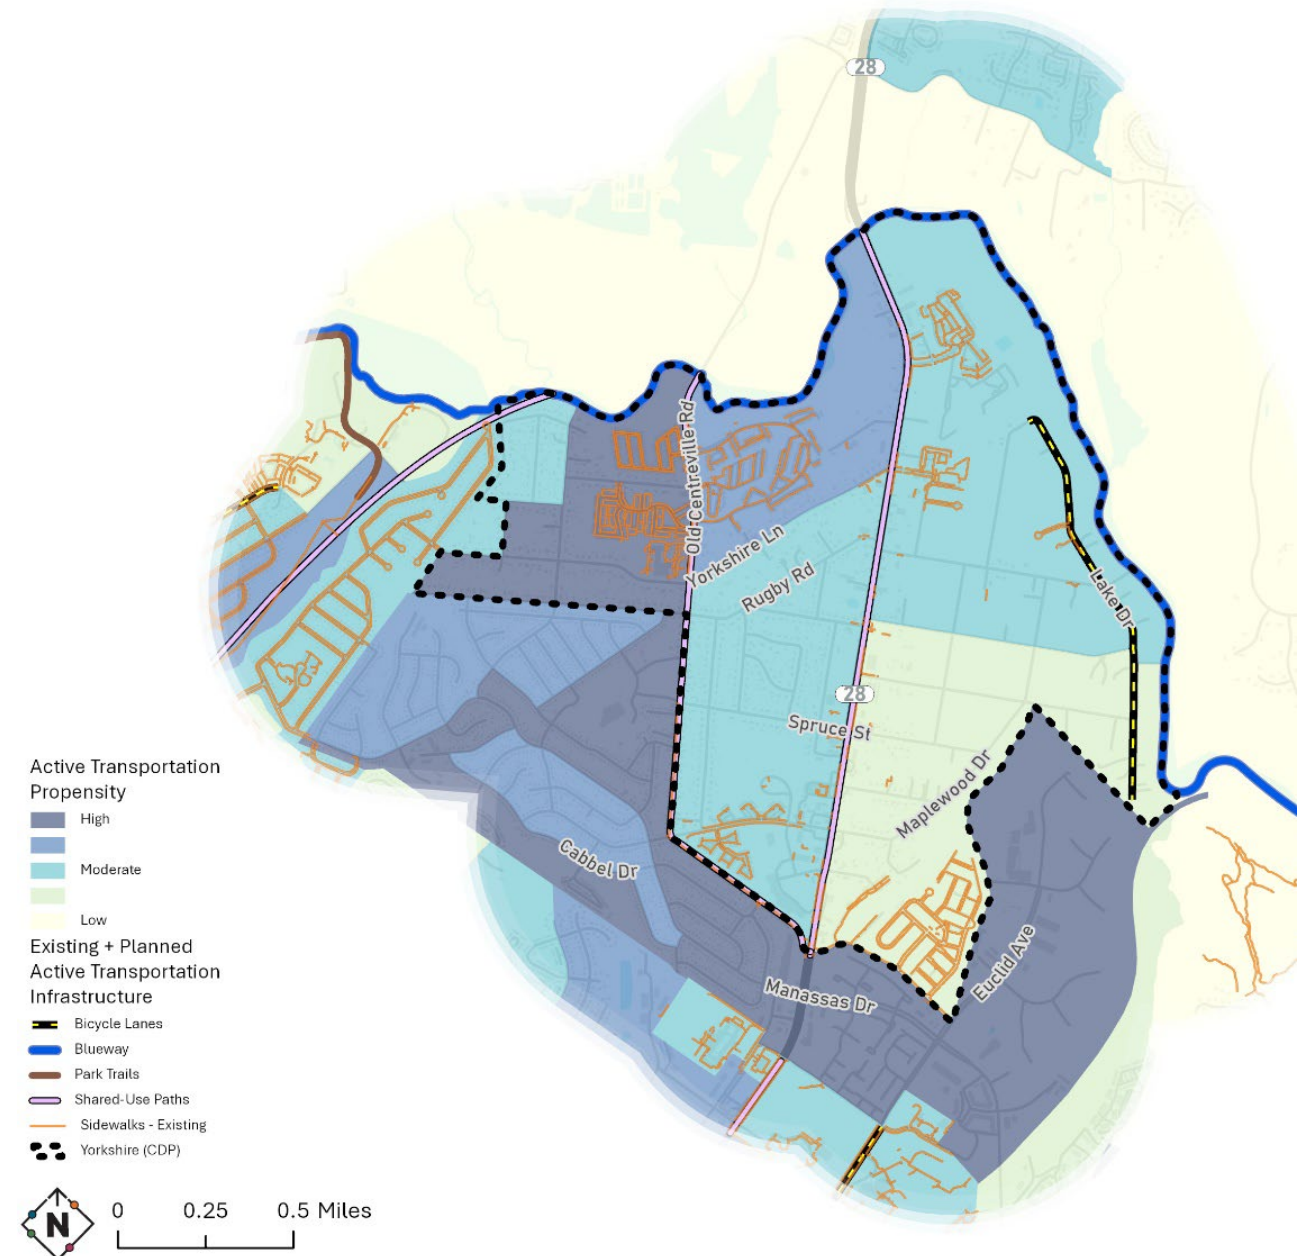 28
Old Centreville Rd
Yorkshire Ln
Rugby Rd
Lake Dr
28
Spruce St
Maplewood Dr
Cabbel Dr
Euclid Ave
Manassas Dr
Active Transportation
Propensity
High
Moderate
Low
Existing + Planned
Active Transportation
Infrastructure
Bicycle Lanes
Blueway
Park Trails
Shared-Use Paths
Sidewalks - Existing
Yorkshire (CDP)
N
0 0.25 0.5 Miles